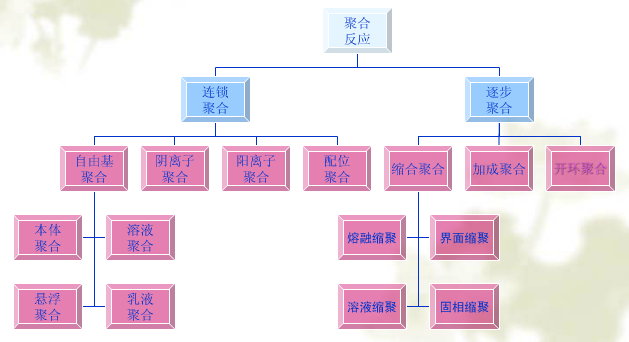 聚合
反应
连锁
聚合
逐步
聚合
自由基
聚合
阴离子
聚合
阳离子
聚合
配位
聚合
缩合聚合
加成聚合
开环聚合
本体
聚合
溶液
聚合
熔融缩聚
界面缩聚
悬浮
聚合
乳液
聚合
溶液缩聚
固相缩聚